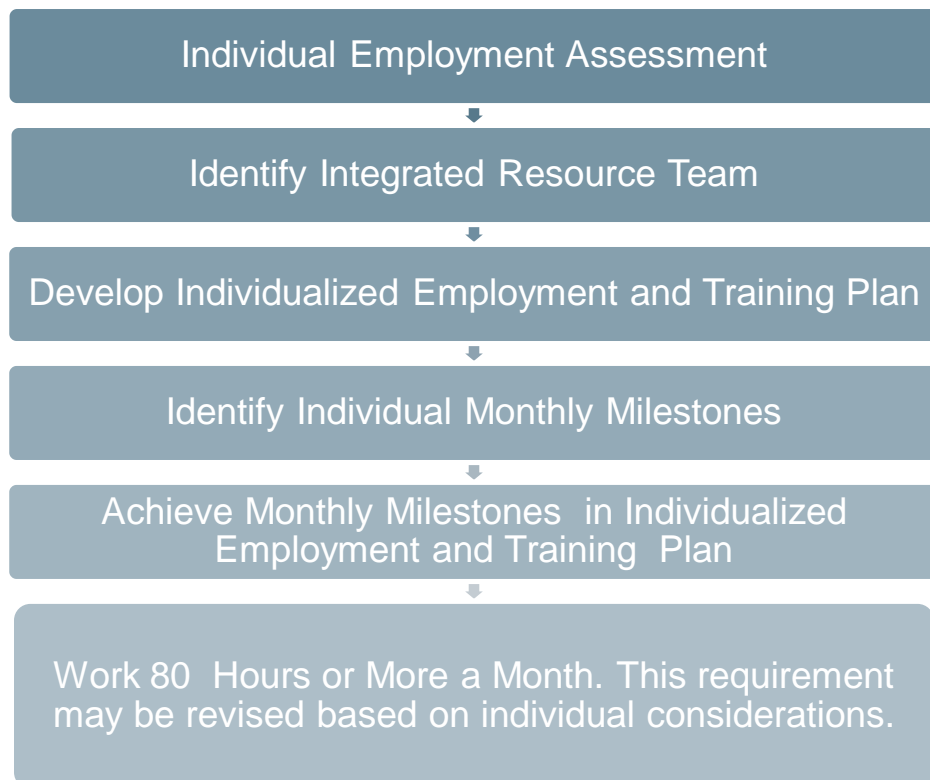 Individual Employment Assessment
Identify Integrated Resource Team
Develop Individualized Employment and Training Plan
Identify Individual Monthly Milestones
Achieve Monthly Milestones  in Individualized
Employment and Training  Plan
Work 80  Hours or More a Month. This requirement
may be revised based on individual considerations.